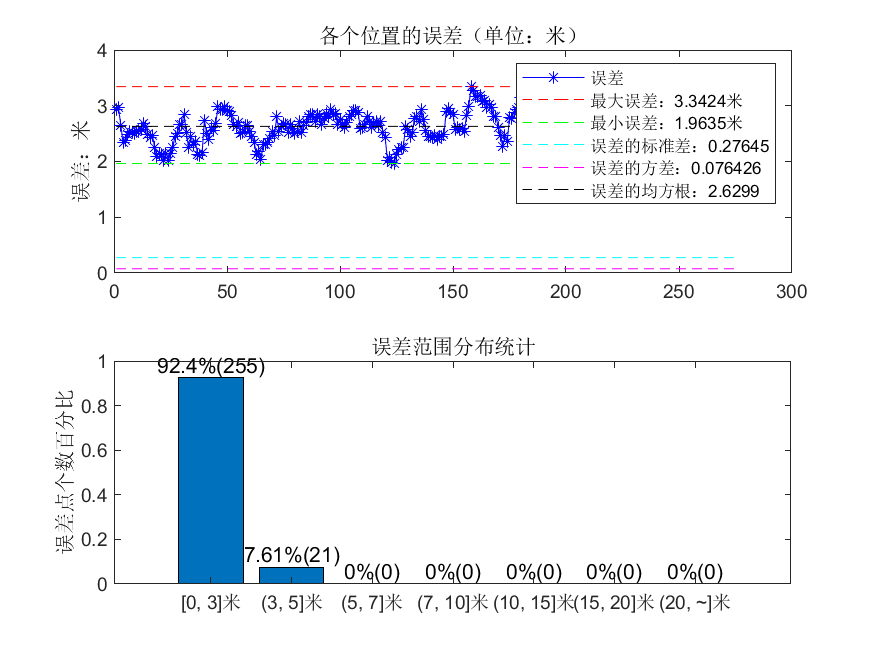 各个位置的误差（单位：米）
误差：米
4
3
2
1
0
0 50 100 150 200 250 300
误差
最大误差：3.3424米
最小误差：1.9635米
误差的标准差：0.27645
误差的方差：0.076426
误差的均方根：2.6299
误差范围分布统计
误差点个数百分比
1
0.8
0.6
0.4
0.2
0
92.4%(255)
7.61%(21)
0%(0) 0%(0) 0%(0) 0%(0) 0%(0)
[0, 3]米 (3, 5]米 (5, 7]米 (7, 10]米 (10, 15]米 (15, 20]米 (20, ~]米